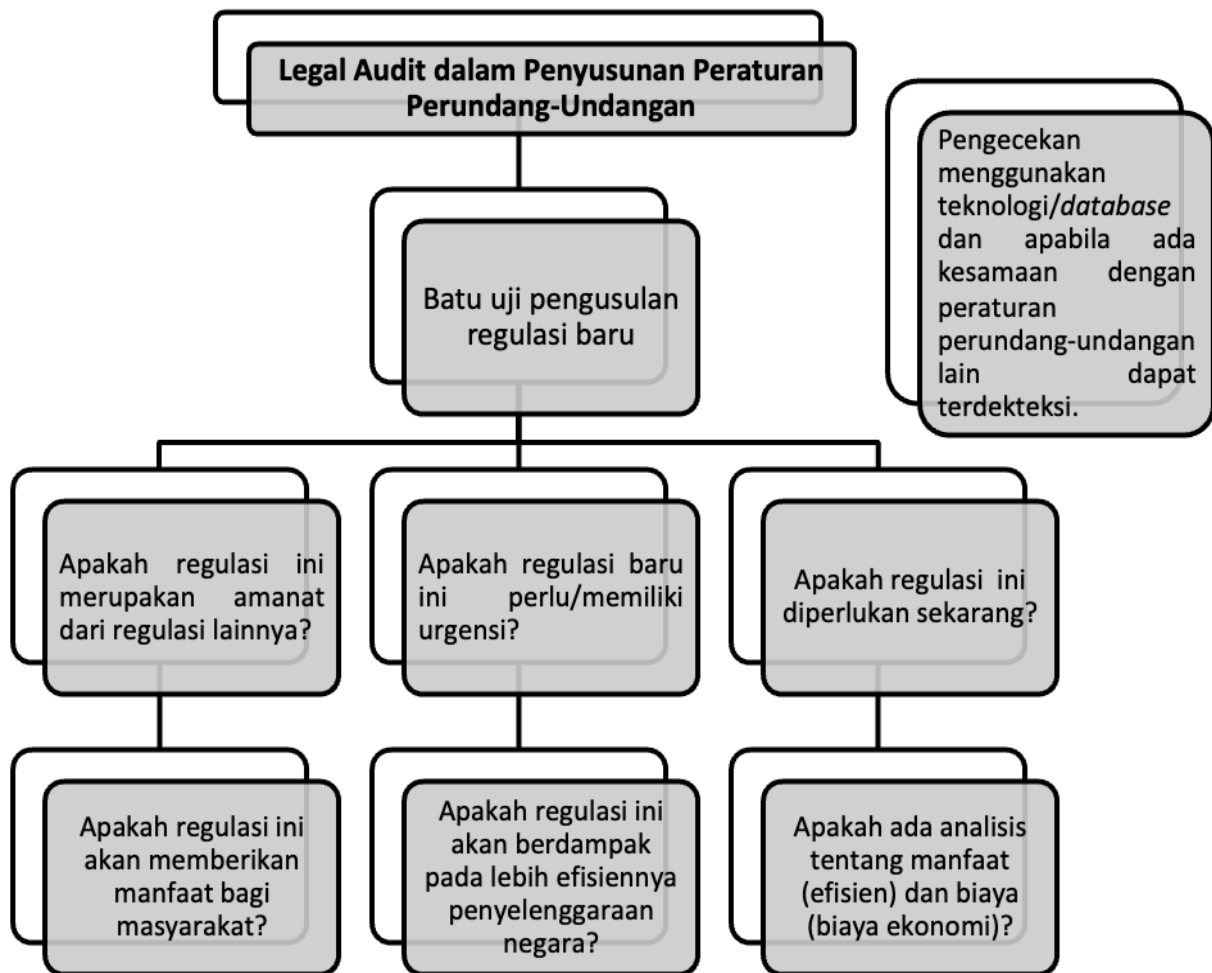 Legal Audit dalam Penyusunan Peraturan
Perundang-Undangan
Pengecekan
menggunakan
teknologi/database
dan apabila ada
kesamaan dengan
peraturan
perundang-undangan
lain dapat
terdekteksi.
Batu uji pengusulan
regulasi baru
Apakah regulasi ini
merupakan amanat
dari regulasi lainnya?
Apakah regulasi baru
ini perlu/memiliki
urgensi?
Apakah regulasi ini
diperlukan sekarang?
Apakah regulasi ini
akan memberikan
manfaat bagi
masyarakat?
Apakah regulasi ini
akan berdampak
pada lebih efisiennya
penyelenggaraan
negara?
Apakah ada analisis
tentang manfaat
(efisien) dan biaya
(biaya ekonomi)?